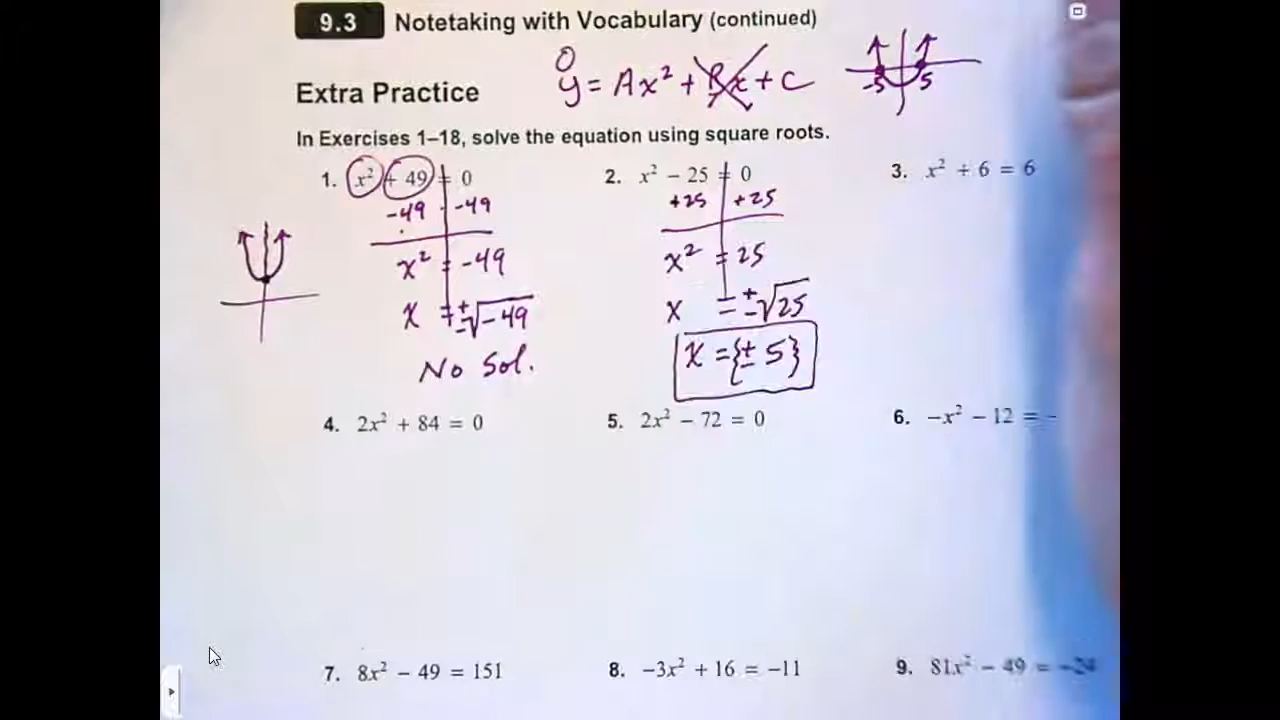 9.3 Notetaking with Vocabulary (continued)
0
y = Ax² + Bx + C
-5 5
Extra Practice
In Exercises 1–18, solve the equation using square roots.
1. x² + 49 = 0
-49 -49
x² = -49
x = ±√-49
No Sol.
2. x² − 25 = 0
+25 +25
x² = 25
x = ±√25
x = {± 5}
3. x² + 6 = 6
4. 2x² + 84 = 0
5. 2x² − 72 = 0
6. −x² − 12 = -
7. 8x² − 49 = 151
8. −3x² + 16 = −11
9. 81x² − 49 =